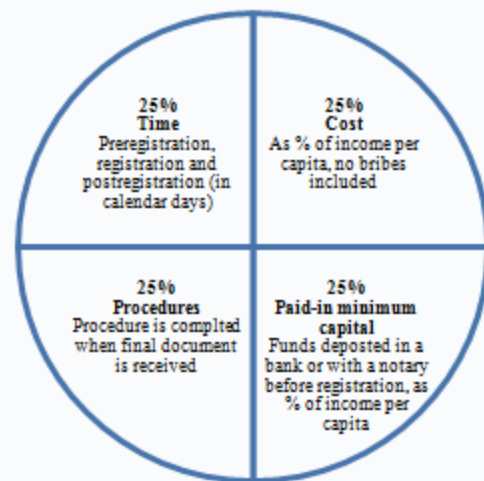 25%
Time
Preregistration,
registration and
postregistration (in
calendar days)
25%
Cost
As % of income per
capita, no bribes
included
25%
Procedures
Procedure is complted
when final document
is received
25%
Paid-in minimum
capital
Funds deposted in a
bank or with a notary
before registration, as
% of income per
capita